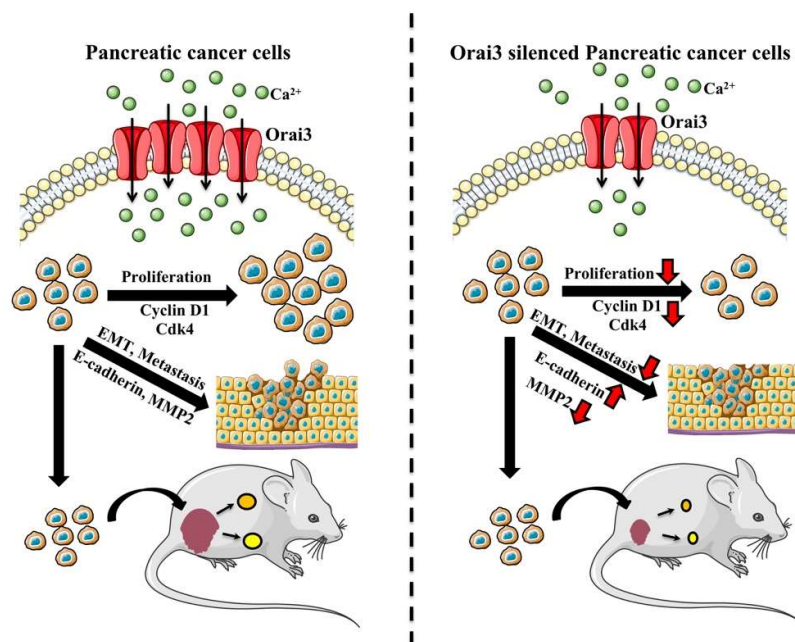 Pancreatic cancer cells
Ca²⁺
Orai3
Proliferation
Cyclin D1
Cdk4
EMT, Metastasis
E-cadherin, MMP2
Orai3 silenced Pancreatic cancer cells
Ca²⁺
Orai3
Proliferation
Cyclin D1
Cdk4
EMT, Metastasis
E-cadherin
MMP2